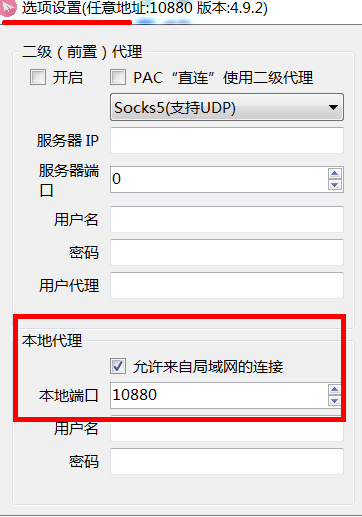 选项设置(任意地址:10880 版本:4.9.2)
二级（前置）代理
开启 PAC“直连”使用二级代理
Socks5(支持UDP)
服务器 IP
服务器端
口 0
用户名
密码
用户代理
本地代理
允许来自局域网的连接
本地端口 10880
用户名
密码